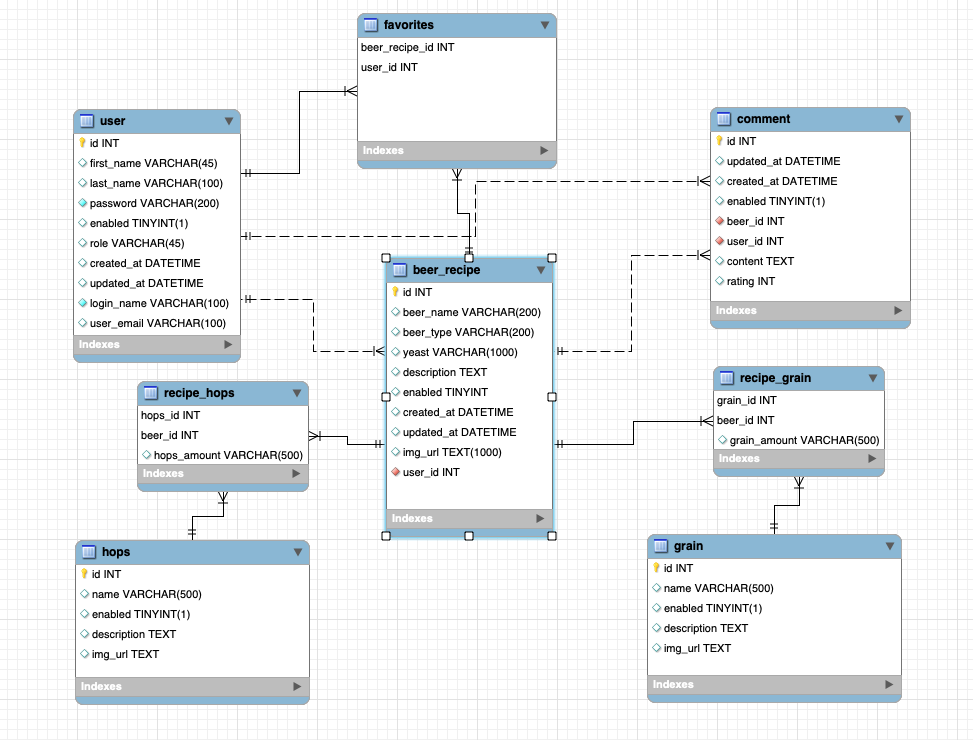 favorites
beer_recipe_id INT
user_id INT
Indexes
user
id INT
first_name VARCHAR(45)
last_name VARCHAR(100)
password VARCHAR(200)
enabled TINYINT(1)
role VARCHAR(45)
created_at DATETIME
updated_at DATETIME
login_name VARCHAR(100)
user_email VARCHAR(100)
Indexes
comment
id INT
updated_at DATETIME
created_at DATETIME
enabled TINYINT(1)
beer_id INT
user_id INT
content TEXT
rating INT
Indexes
beer_recipe
id INT
beer_name VARCHAR(200)
beer_type VARCHAR(200)
yeast VARCHAR(1000)
description TEXT
enabled TINYINT
created_at DATETIME
updated_at DATETIME
img_url TEXT(1000)
user_id INT
Indexes
recipe_hops
hops_id INT
beer_id INT
hops_amount VARCHAR(500)
Indexes
recipe_grain
grain_id INT
beer_id INT
grain_amount VARCHAR(500)
Indexes
hops
id INT
name VARCHAR(500)
enabled TINYINT(1)
description TEXT
img_url TEXT
Indexes
grain
id INT
name VARCHAR(500)
enabled TINYINT(1)
description TEXT
img_url TEXT
Indexes